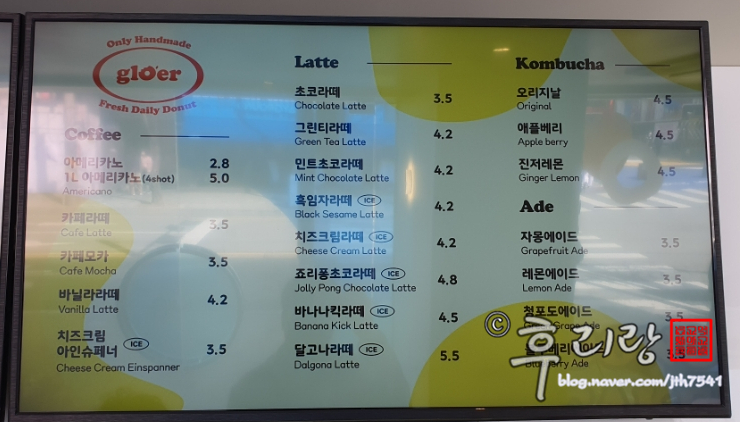 Only Handmade
gloer
Fresh Daily Donut
Coffee
아메리카노 2.8
1L 아메리카노(4shot) 5.0
Americano
카페라떼 3.5
Cafe Latte
카페모카 3.5
Cafe Mocha
바닐라라떼 4.2
Vanilla Latte
치즈크림
아인슈페너 ICE 3.5
Cheese Cream Einspanner
Latte
초코라떼 3.5
Chocolate Latte
그린티라떼 4.2
Green Tea Latte
민트초코라떼 4.2
Mint Chocolate Latte
흑임자라떼 ICE 4.2
Black Sesame Latte
치즈크림라떼 ICE 4.2
Cheese Cream Latte
죠리퐁초코라떼 ICE 4.8
Jolly Pong Chocolate Latte
바나나킥라떼 ICE 4.5
Banana Kick Latte
달고나라떼 ICE 5.5
Dalgona Latte
Kombucha
오리지날 4.5
Original
애플베리 4.5
Apple berry
진저레몬 4.5
Ginger Lemon
Ade
자몽에이드 3.5
Grapefruit Ade
레몬에이드 3.5
Lemon Ade
청포도에이드 3.5
Ade
3.5
Ade
© 후리랑
blog.naver.com/jth7541